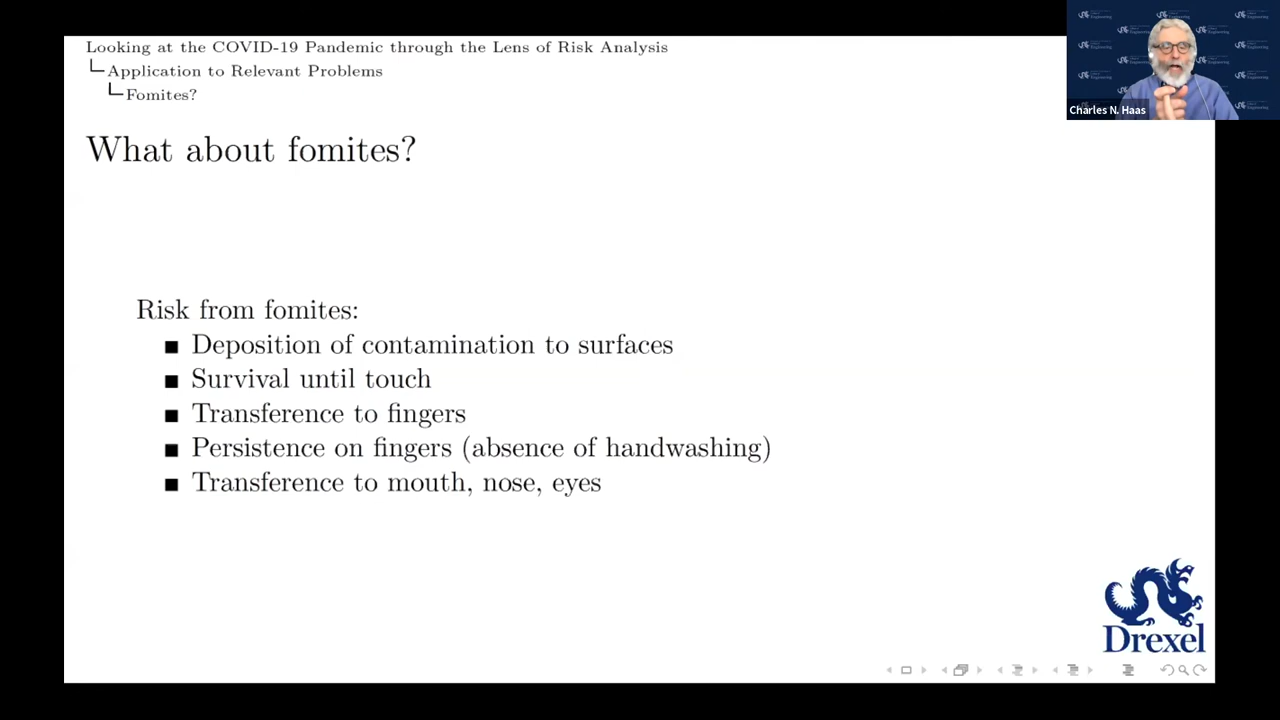 Looking at the COVID-19 Pandemic through the Lens of Risk Analysis
Application to Relevant Problems
Fomites?
What about fomites?
Risk from fomites:
Deposition of contamination to surfaces
Survival until touch
Transference to fingers
Persistence on fingers (absence of handwashing)
Transference to mouth, nose, eyes
Drexel
Charles N. Haas